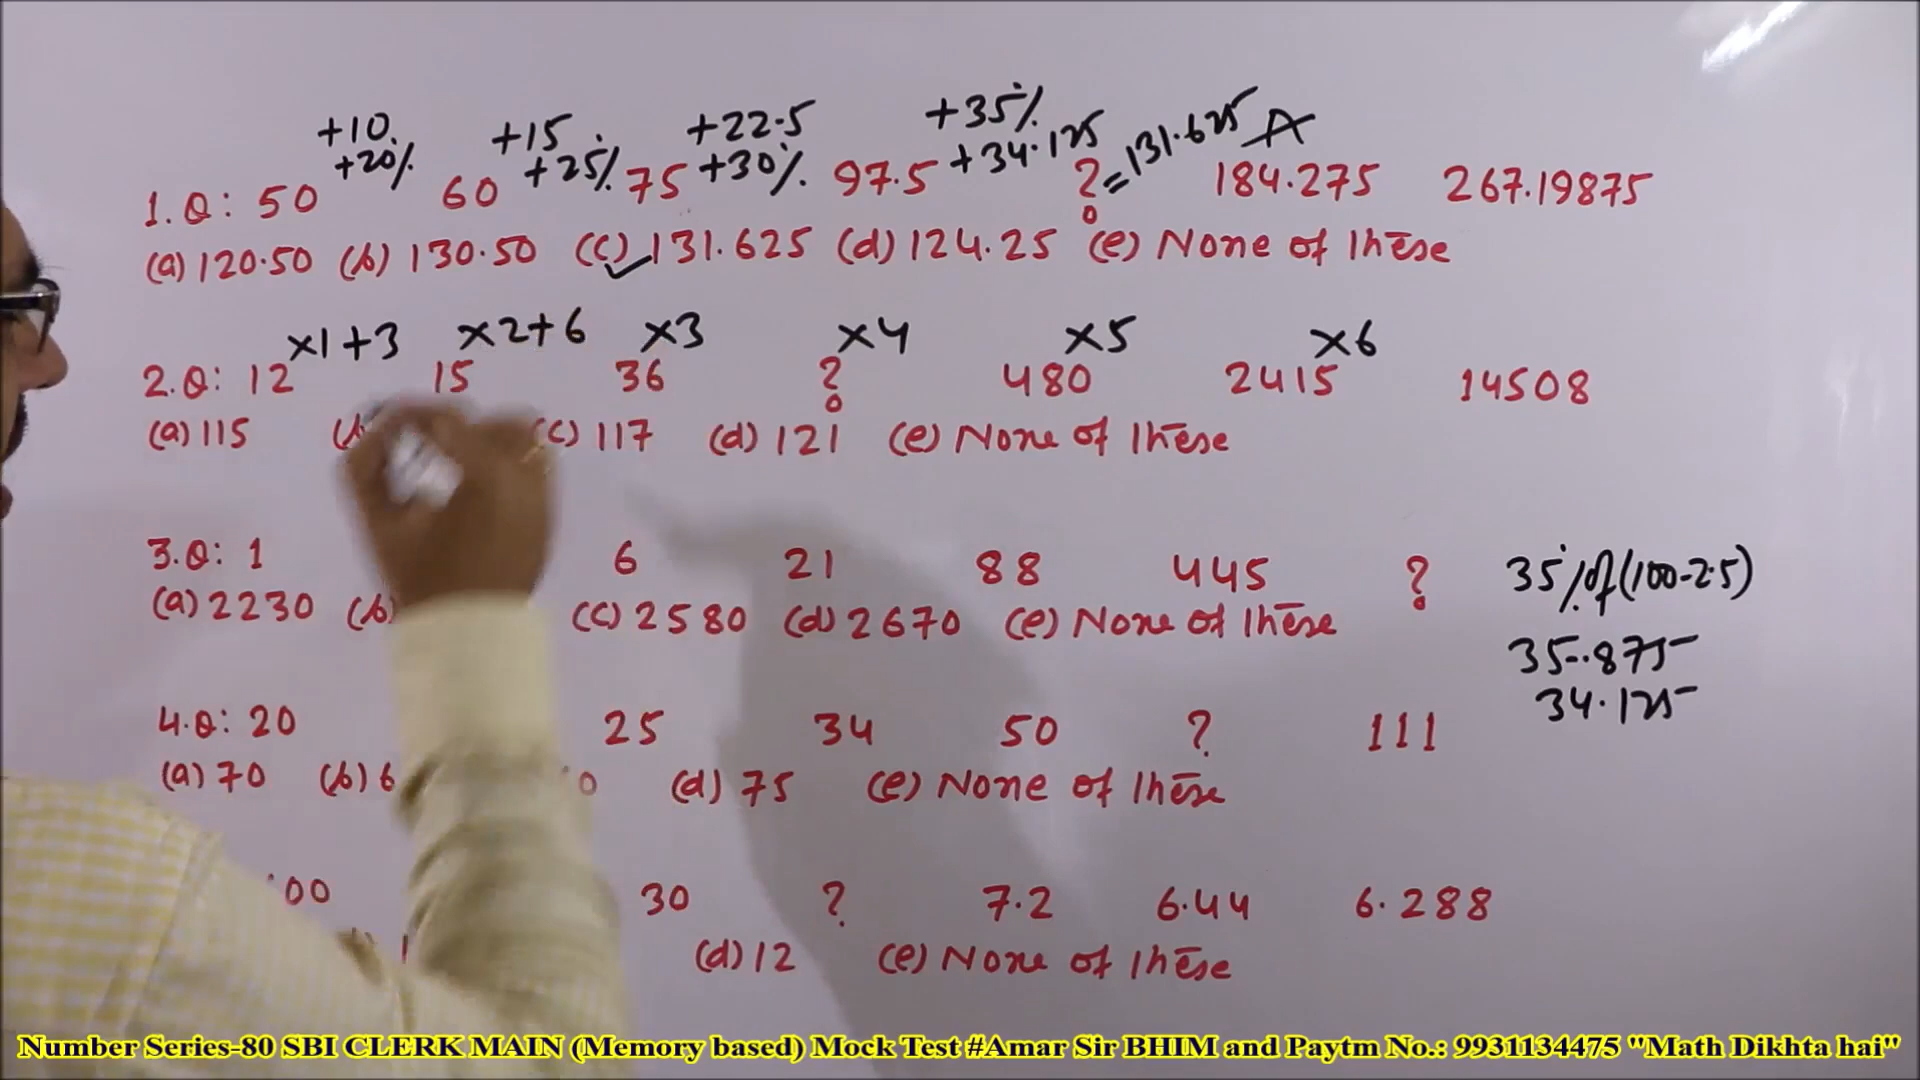 +10 +15 +22.5 +35%
+20% +25% +30% +34.125 =131.625 A
1.Q: 50 60 75 97.5 ? 184.275 267.19875
(a) 120.50 (b) 130.50 (c) 131.625 (d) 124.25 (e) None of These
×1+3 ×2+6 ×3 ×4 ×5 ×6
2.Q: 12 15 36 ? 480 2415 14508
(a) 115 (c) 117 (d) 121 (e) None of These
3.Q: 1 6 21 88 445 ? 35% of (100-2.5)
(a) 2230 (b) (c) 2580 (d) 2670 (e) None of These
35-.875
34.125
4.Q: 20 25 34 50 ? 111
(a) 70 (b) 6 0 (d) 75 (e) None of These
00 30 ? 7.2 6.44 6.288
(d) 12 (e) None of These
Number Series-80 SBI CLERK MAIN (Memory based) Mock Test #Amar Sir BHIM and Paytm No.: 9931134475 "Math Dikhta hai"